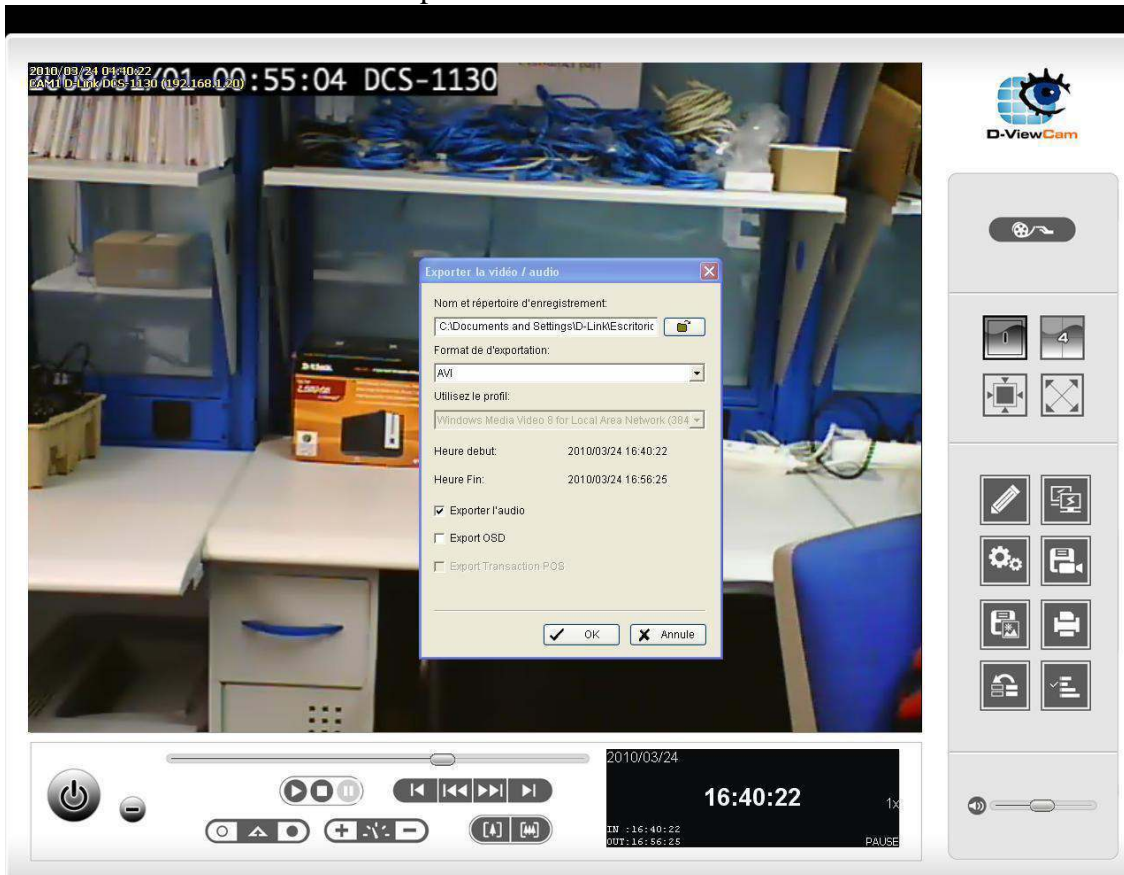 2010/03/24 04:40:22
CAM1 D-Link DCS-1130 (192.168.1.20)
:55:04 DCS-1130
D-ViewCam
Exporter la vidéo / audio
Nom et répertoire d'enregistrement:
C:\Documents and Settings\D-Link\Escritoric
Format de d'exportation:
AVI
Utilisez le profil:
Windows Media Video 8 for Local Area Network (384
Heure debut: 2010/03/24 16:40:22
Heure Fin: 2010/03/24 16:56:25
Exporter l'audio
Export OSD
Export Transaction POS
OK
Annule
D-Link
4
2010/03/24
16:40:22
1x
IN :16:40:22
OUT:16:56:25
PAUSE